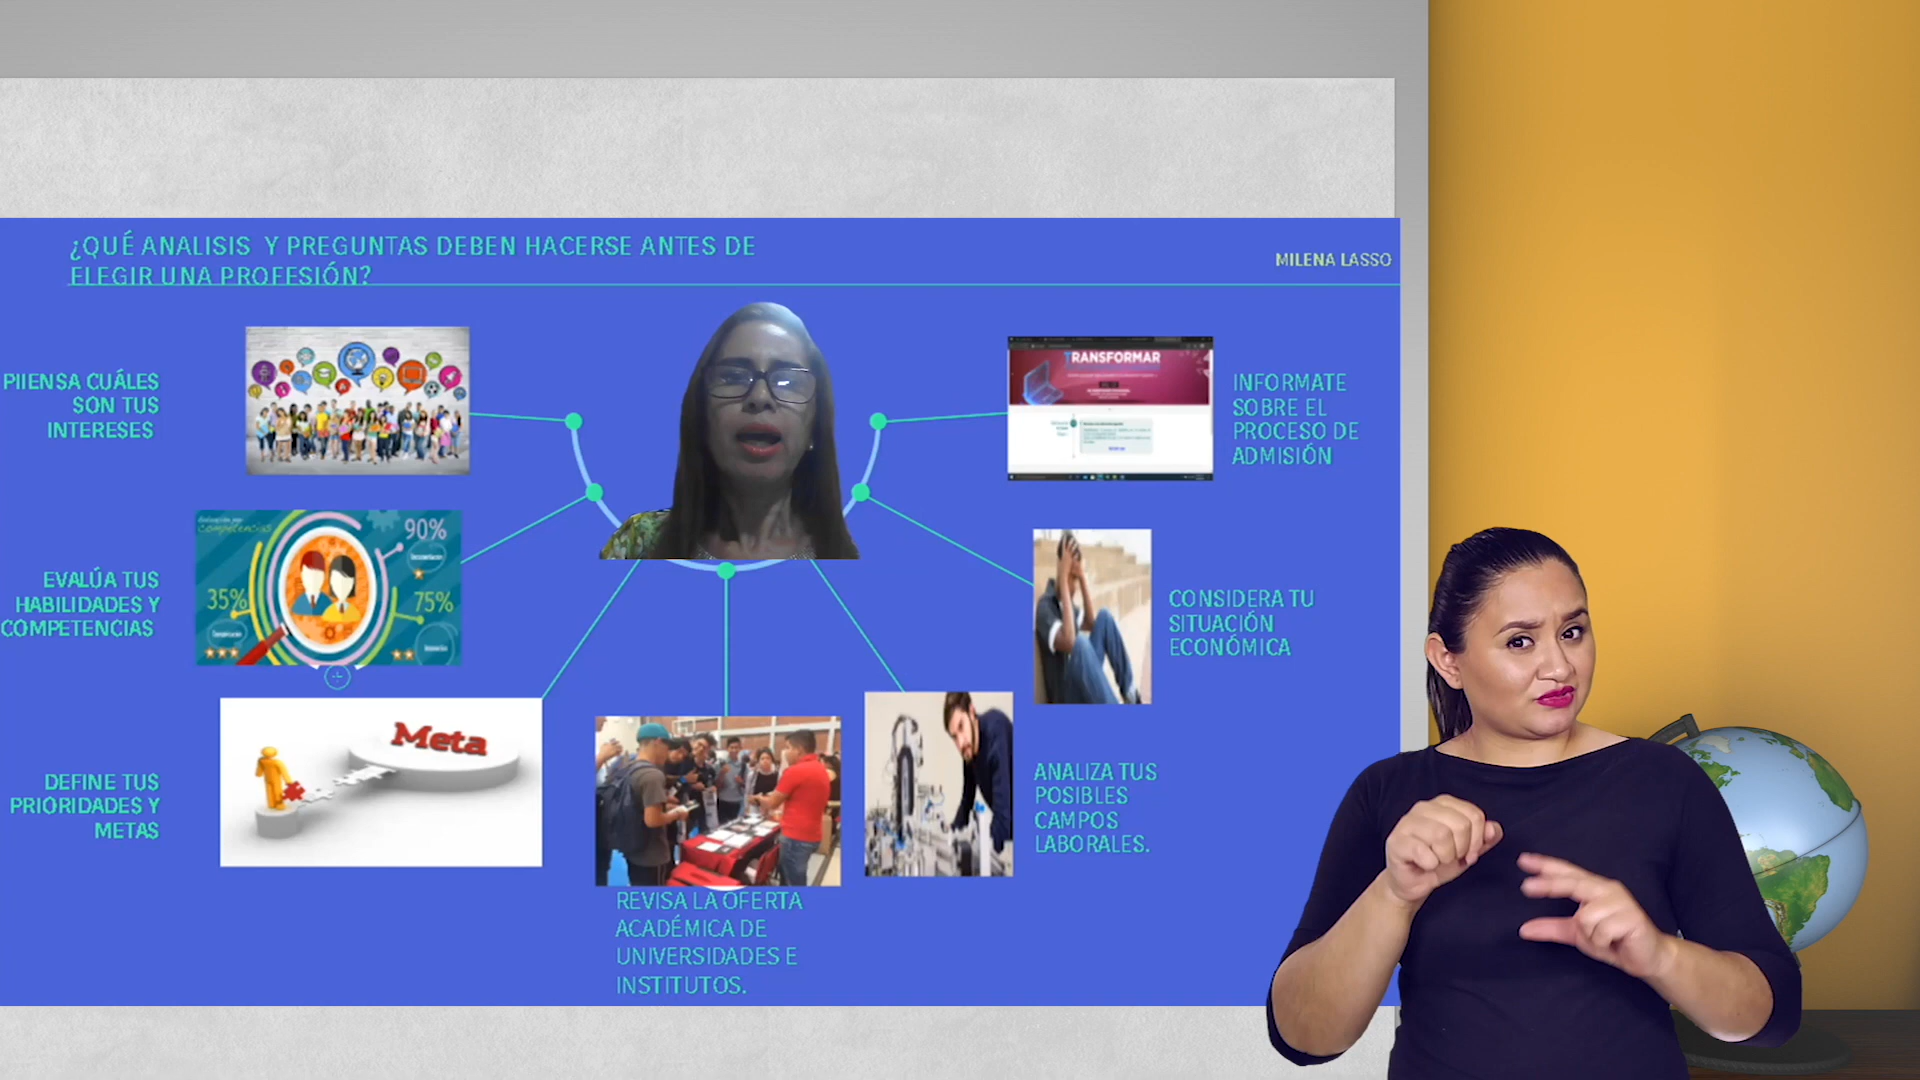 ¿QUÉ ANALISIS Y PREGUNTAS DEBEN HACERSE ANTES DE
ELEGIR UNA PROFESIÓN?
MILENA LASSO
PIIENSA CUÁLES
SON TUS
INTERESES
TRANSFORMAR
INFORMATE
SOBRE EL
PROCESO DE
ADMISIÓN
competencias
90%
35%
75%
EVALÚA TUS
HABILIDADES Y
COMPETENCIAS
CONSIDERA TU
SITUACIÓN
ECONÓMICA
Meta
DEFINE TUS
PRIORIDADES Y
METAS
ANALIZA TUS
POSIBLES
CAMPOS
LABORALES.
REVISA LA OFERTA
ACADÉMICA DE
UNIVERSIDADES E
INSTITUTOS.